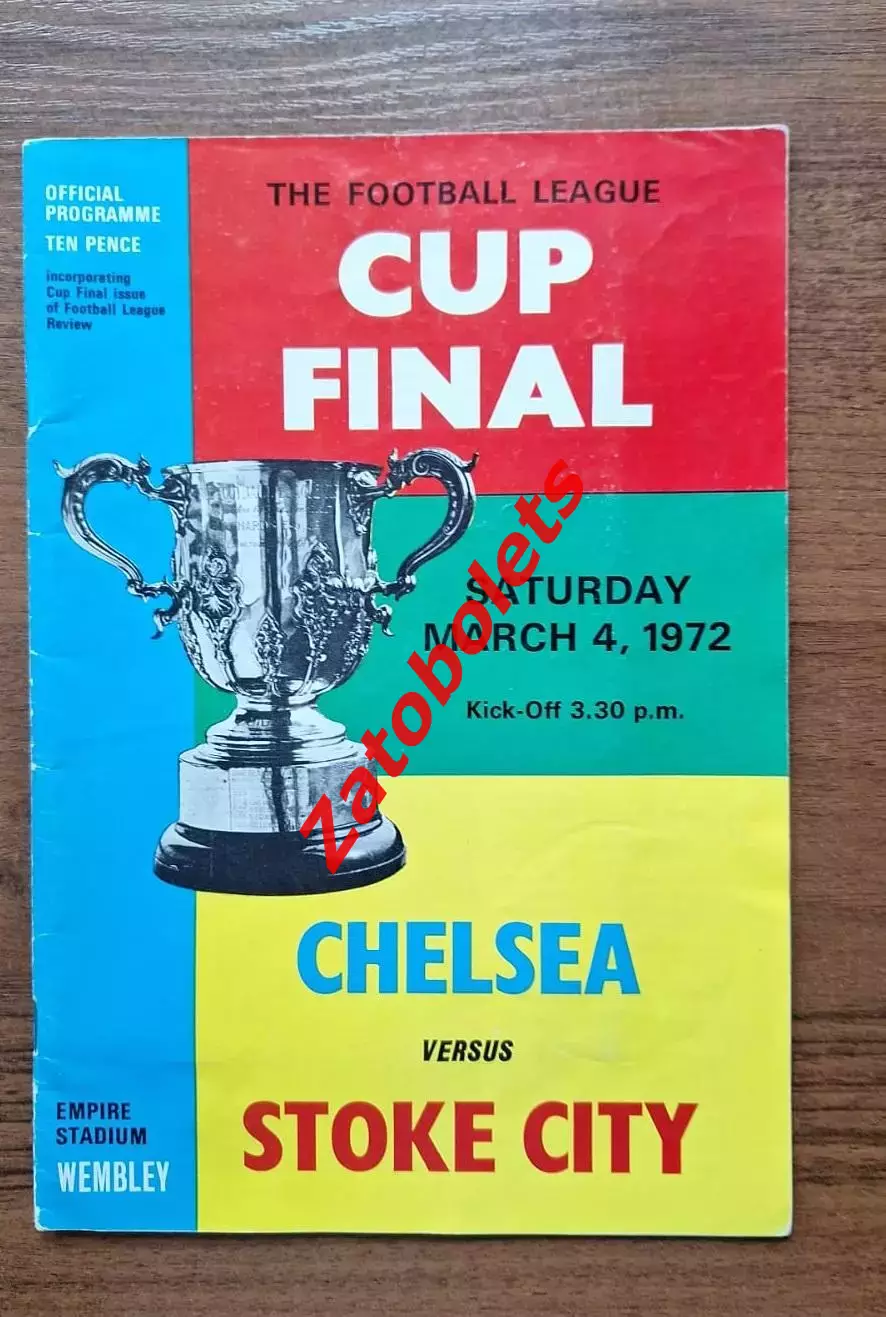 OFFICIAL
PROGRAMME
TEN PENCE
incorporating
Cup Final issue
of Football League
Review
THE FOOTBALL LEAGUE
CUP
FINAL
SATURDAY
MARCH 4, 1972
Kick-Off 3.30 p.m.
Zatobolets
CHELSEA
VERSUS
STOKE CITY
EMPIRE
STADIUM
WEMBLEY